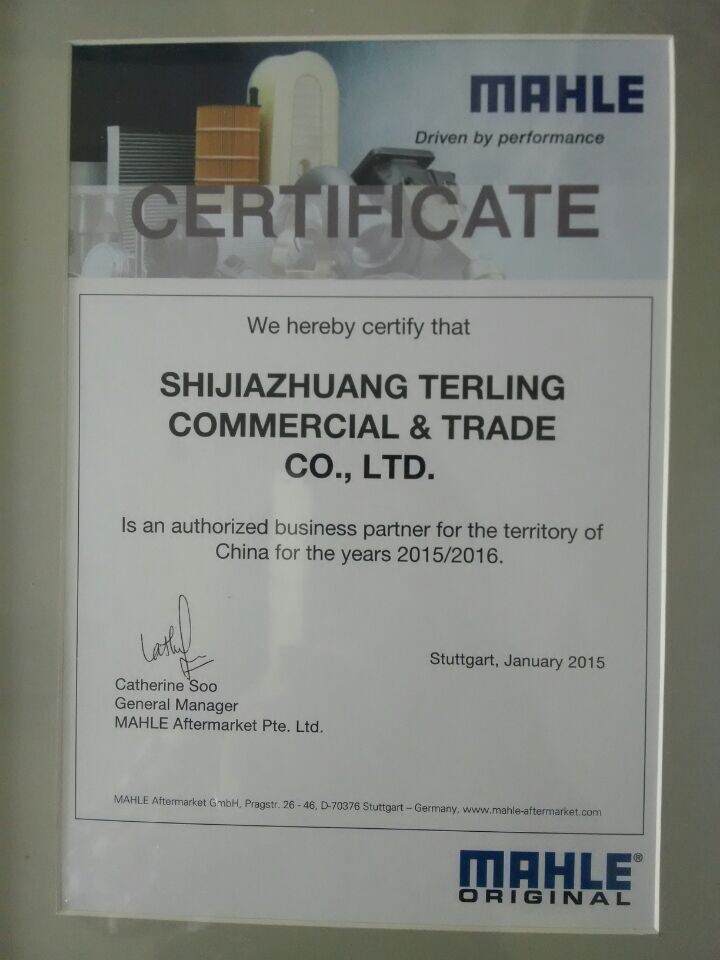 MAHLE
Driven by performance
CERTIFICATE
We hereby certify that
SHIJIAZHUANG TERLING
COMMERCIAL & TRADE
CO., LTD.
Is an authorized business partner for the territory of
China for the years 2015/2016.
Stuttgart, January 2015
Catherine Soo
General Manager
MAHLE Aftermarket Pte. Ltd.
MAHLE Aftermarket GmbH, Pragstr. 26 - 46, D-70376 Stuttgart – Germany, www.mahle-aftermarket.com
MAHLE®
ORIGINAL